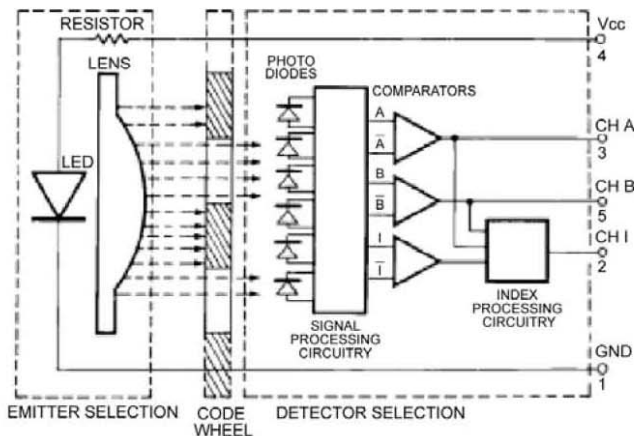 RESISTOR
LENS
LED
PHOTO
DIODES
COMPARATORS
A
A̅
B
B̅
I
I̅
Vcc
4
CH A
3
CH B
5
CH I
2
GND
1
INDEX
PROCESSING
CIRCUITRY
SIGNAL
PROCESSING
CIRCUITRY
EMITTER SELECTION
CODE
WHEEL
DETECTOR SELECTION